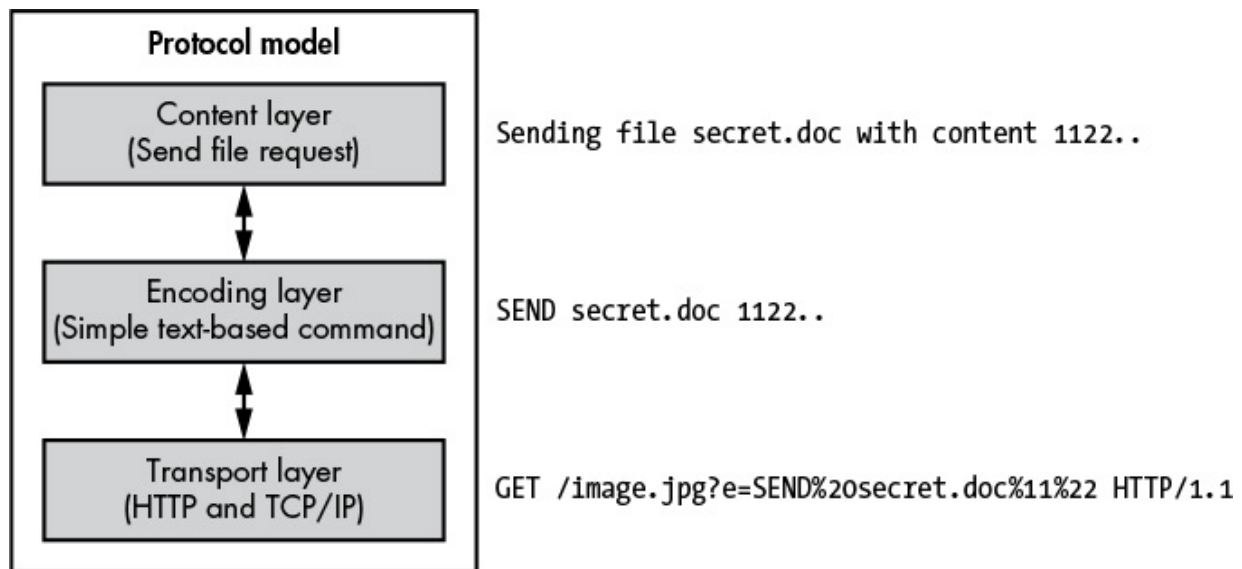 Protocol model
Content layer
(Send file request)
Sending file secret.doc with content 1122..
Encoding layer
(Simple text-based command)
SEND secret.doc 1122..
Transport layer
(HTTP and TCP/IP)
GET /image.jpg?e=SEND%20secret.doc%11%22 HTTP/1.1